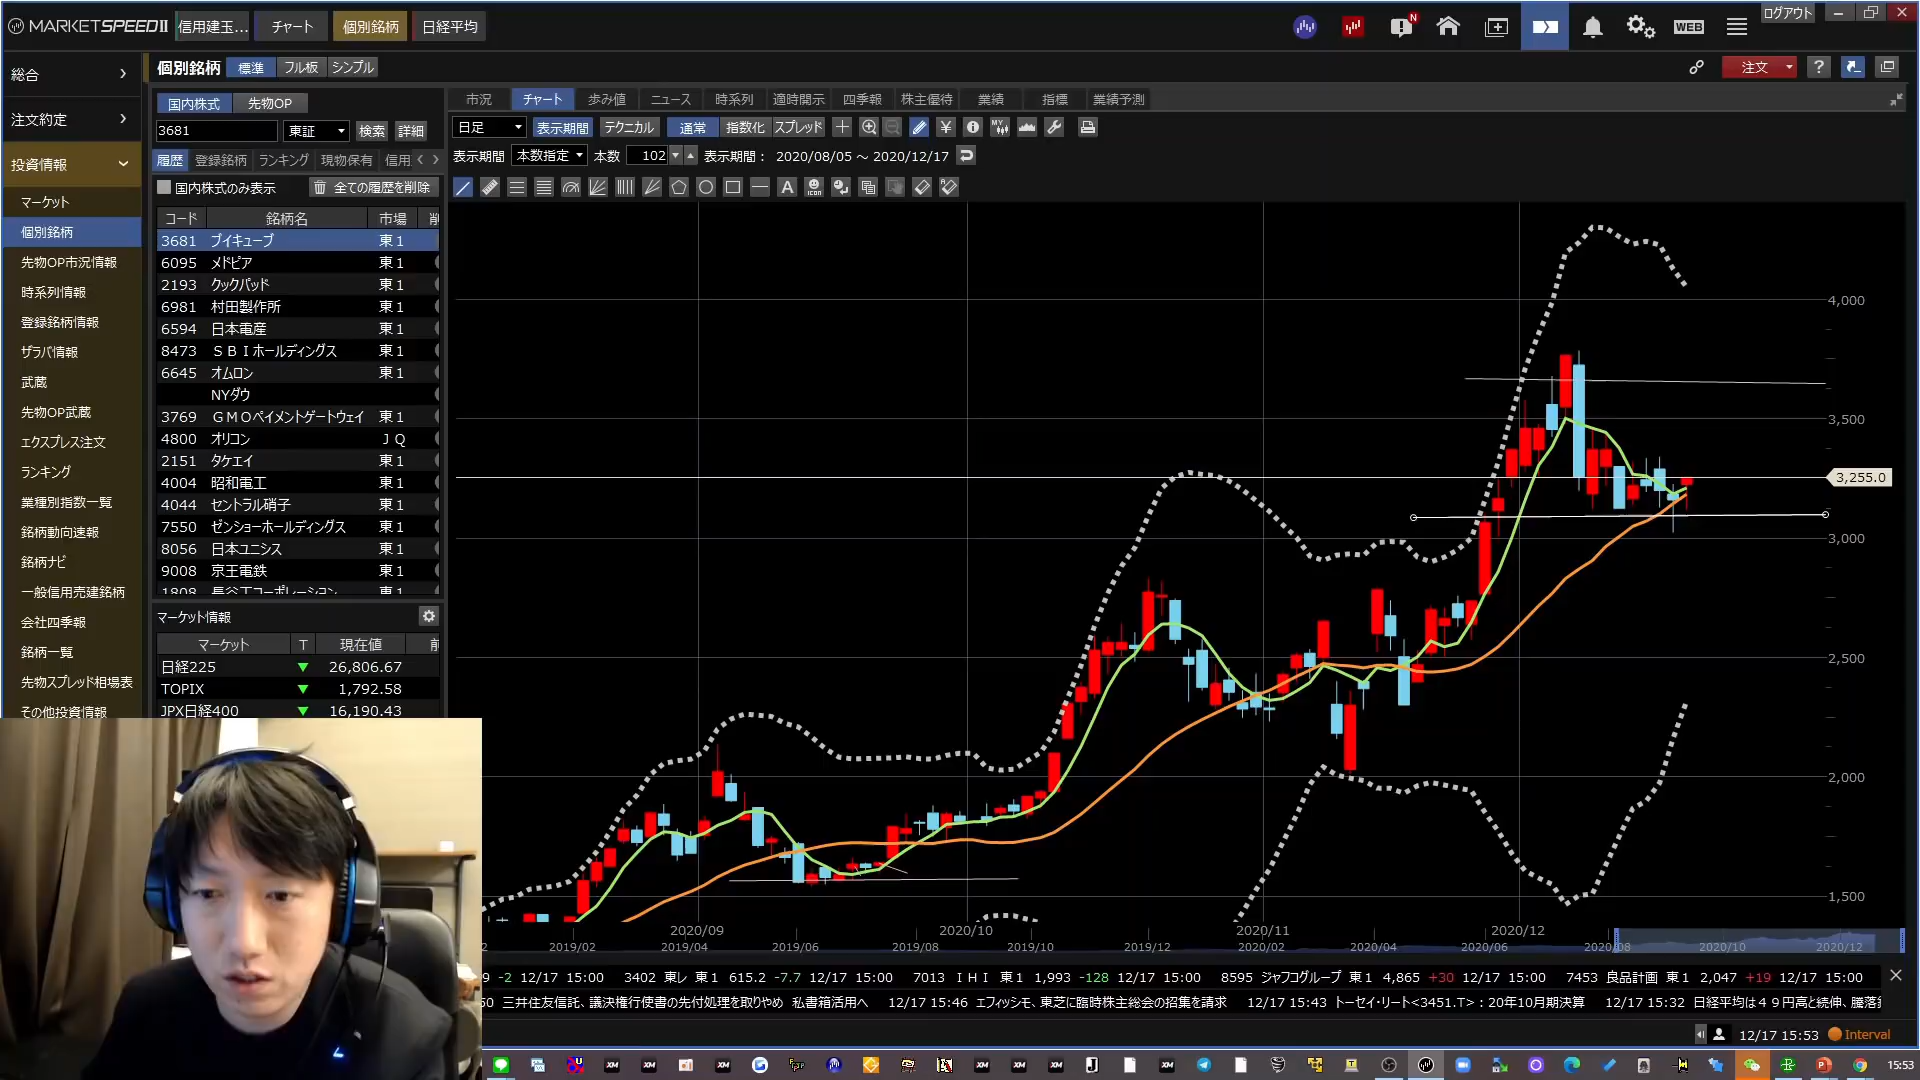 MARKETSPEEDⅡ 信用建玉... チャート 個別銘柄 日経平均
N WEB ログアウト
総合
注文約定
投資情報
マーケット
個別銘柄
先物OP市況情報
時系列情報
登録銘柄情報
ザラバ情報
武蔵
先物OP武蔵
エクスプレス注文
ランキング
業種別指数一覧
銘柄動向速報
銘柄ナビ
一般信用売建銘柄
会社四季報
銘柄一覧
先物スプレッド相場表
その他投資情報
個別銘柄 標準 フル板 シンプル
注文 ?
国内株式 先物OP
3681 東証 検索 詳細
履歴 登録銘柄 ランキング 現物保有 信用
国内株式のみ表示 全ての履歴を削除
コード 銘柄名 市場
3681 ブイキューブ 東1
6095 メドピア 東1
2193 クックパッド 東1
6981 村田製作所 東1
6594 日本電産 東1
8473 ＳＢＩホールディングス 東1
6645 オムロン 東1
NYダウ
3769 ＧＭＯペイメントゲートウェイ 東1
4800 オリコン ＪＱ
2151 タケエイ 東1
4004 昭和電工 東1
4044 セントラル硝子 東1
7550 ゼンショーホールディングス 東1
8056 日本ユニシス 東1
9008 京王電鉄 東1
1808 長谷工コーポレーション 東1
マーケット情報
マーケット T 現在値 前
日経225 ▼ 26,806.67
TOPIX ▼ 1,792.58
JPX日経400 ▼ 16,190.43
市況 チャート 歩み値 ニュース 時系列 適時開示 四季報 株主優待 業績 指標 業績予測
日足 表示期間 テクニカル 通常 指数化 スプレッド ¥ MY
表示期間 本数指定 本数 102 表示期間： 2020/08/05 ～ 2020/12/17
A ICON
4,000
3,500
3,255.0
3,000
2,500
2,000
1,500
2020/09 2020/10 2020/11 2020/12
2 2019/02 2019/04 2019/06 2019/08 2019/10 2019/12 2020/02 2020/04 2020/06 2020/08 2020/10 2020/12
9 -2 12/17 15:00 3402 東レ 東1 615.2 -7.7 12/17 15:00 7013 ＩＨＩ 東1 1,993 -128 12/17 15:00 8595 ジャフコグループ 東1 4,865 +30 12/17 15:00 7453 良品計画 東1 2,047 +19 12/17 15:00
50 三井住友信託、議決権行使書の先付処理を取りやめ 私書箱活用へ 12/17 15:46 エフィッシモ、東芝に臨時株主総会の招集を請求 12/17 15:43 トーセイ・リート<3451.T>：20年10月期決算 12/17 15:32 日経平均は４９円高と続伸、騰落
12/17 15:53 Interval
XM XM XM XM XM XM J XM 15:53